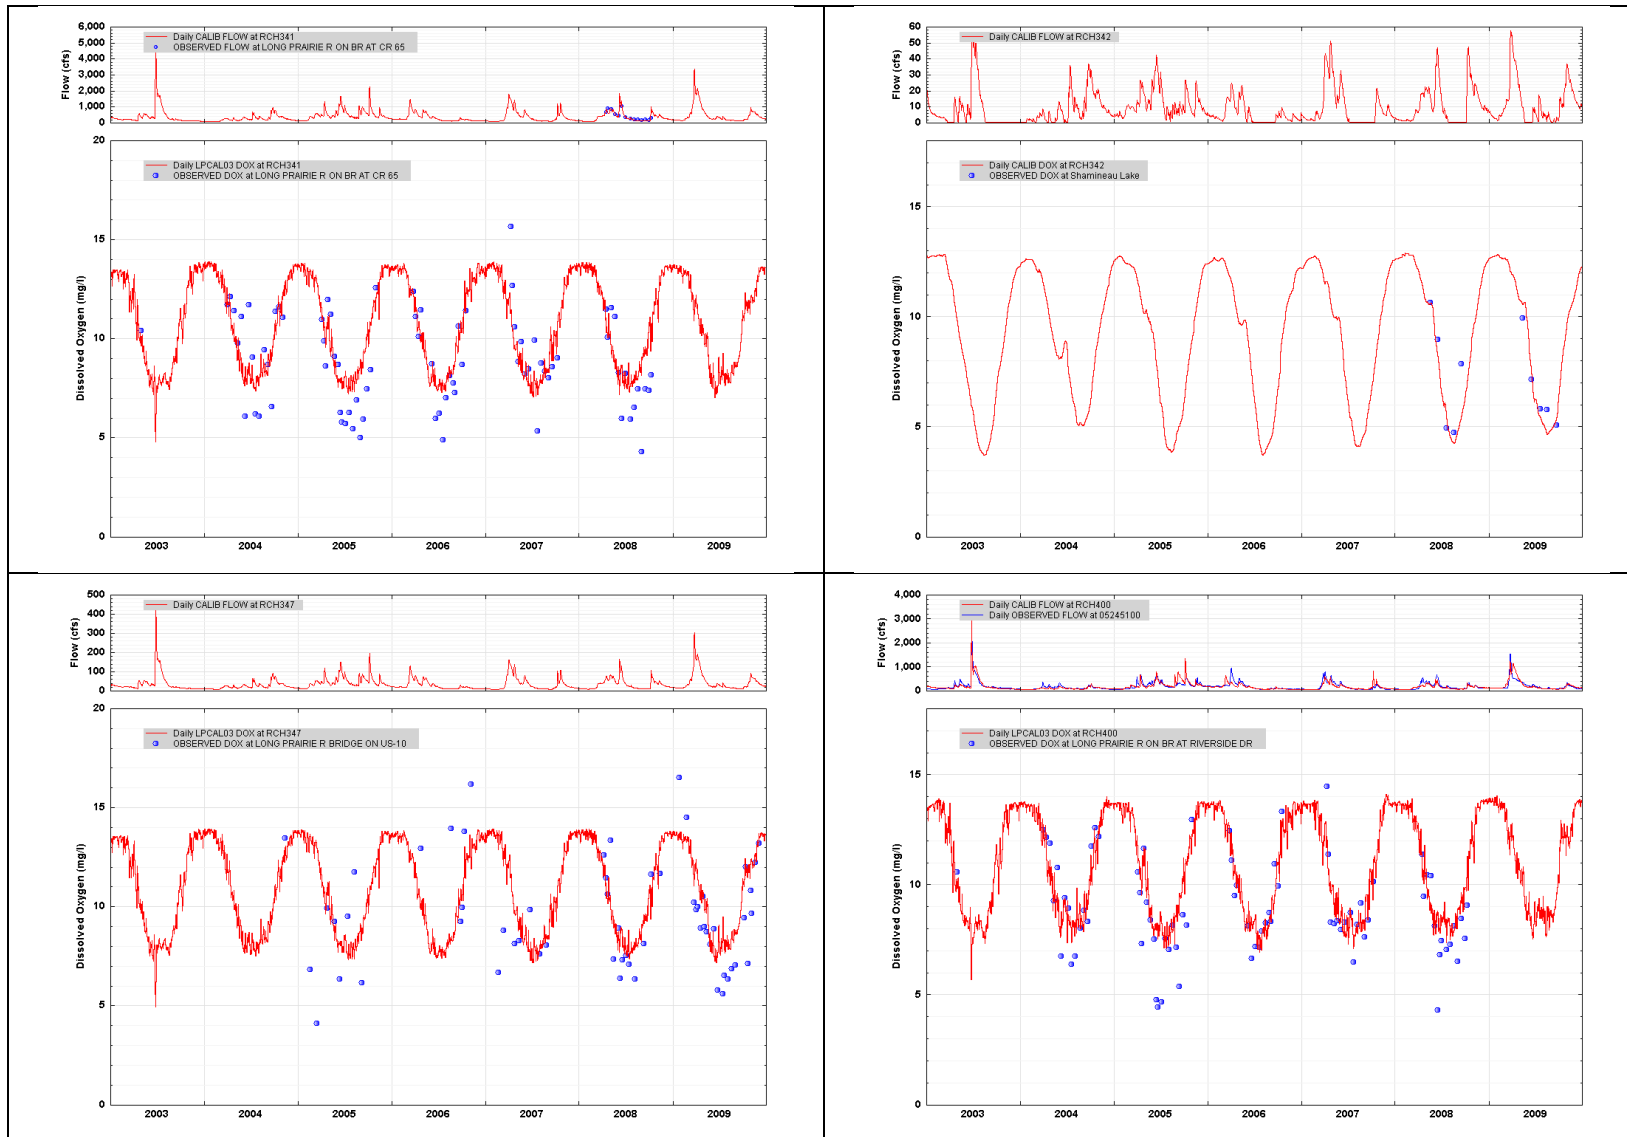 6,000
5,000
4,000
3,000
2,000
1,000
0
Flow (cfs)
Daily CALIB FLOW at RCH341
OBSERVED FLOW at LONG PRAIRIE R ON BR AT CR 65
20
15
10
5
0
Dissolved Oxygen (mg/l)
Daily LPCAL03 DOX at RCH341
OBSERVED DOX at LONG PRAIRIE R ON BR AT CR 65
2003 2004 2005 2006 2007 2008 2009
60
50
40
30
20
10
0
Flow (cfs)
Daily CALIB FLOW at RCH342
15
10
5
0
Dissolved Oxygen (mg/l)
Daily CALIB DOX at RCH342
OBSERVED DOX at Shamineau Lake
2003 2004 2005 2006 2007 2008 2009
500
400
300
200
100
0
Flow (cfs)
Daily CALIB FLOW at RCH347
20
15
10
5
0
Dissolved Oxygen (mg/l)
Daily LPCAL03 DOX at RCH347
OBSERVED DOX at LONG PRAIRIE R BRIDGE ON US-10
2003 2004 2005 2006 2007 2008 2009
4,000
3,000
2,000
1,000
0
Flow (cfs)
Daily CALIB FLOW at RCH400
Daily OBSERVED FLOW at 05245100
15
10
5
0
Dissolved Oxygen (mg/l)
Daily LPCAL03 DOX at RCH400
OBSERVED DOX at LONG PRAIRIE R ON BR AT RIVERSIDE DR
2003 2004 2005 2006 2007 2008 2009